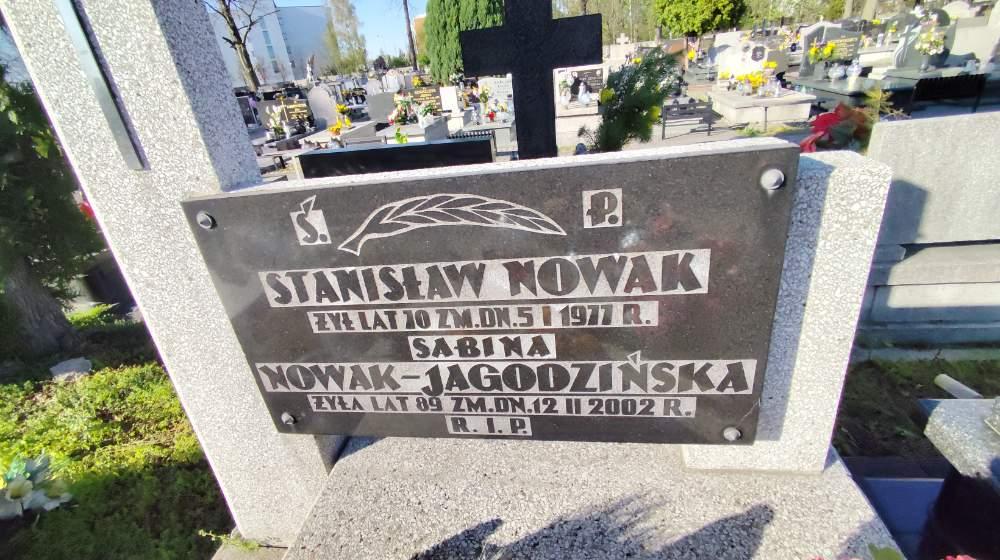 Ś. P.
STANISŁAW NOWAK
ŻYŁ LAT 70 ZM.DN.5 I 1977 R.
SABINA
NOWAK-JAGODZIŃSKA
ŻYŁA LAT 89 ZM.DN.12 II 2002 R.
R. I. P.